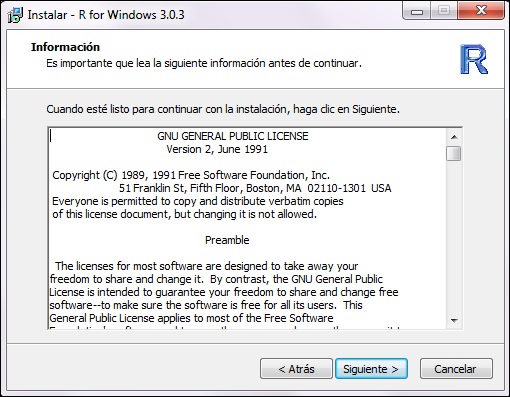 Instalar - R for Windows 3.0.3
Información
Es importante que lea la siguiente información antes de continuar.
R
Cuando esté listo para continuar con la instalación, haga clic en Siguiente.
GNU GENERAL PUBLIC LICENSE
Version 2, June 1991
Copyright (C) 1989, 1991 Free Software Foundation, Inc.
51 Franklin St, Fifth Floor, Boston, MA  02110-1301  USA
Everyone is permitted to copy and distribute verbatim copies
of this license document, but changing it is not allowed.
Preamble
The licenses for most software are designed to take away your
freedom to share and change it.  By contrast, the GNU General Public
License is intended to guarantee your freedom to share and change free
software--to make sure the software is free for all its users.  This
General Public License applies to most of the Free Software
< Atrás
Siguiente >
Cancelar